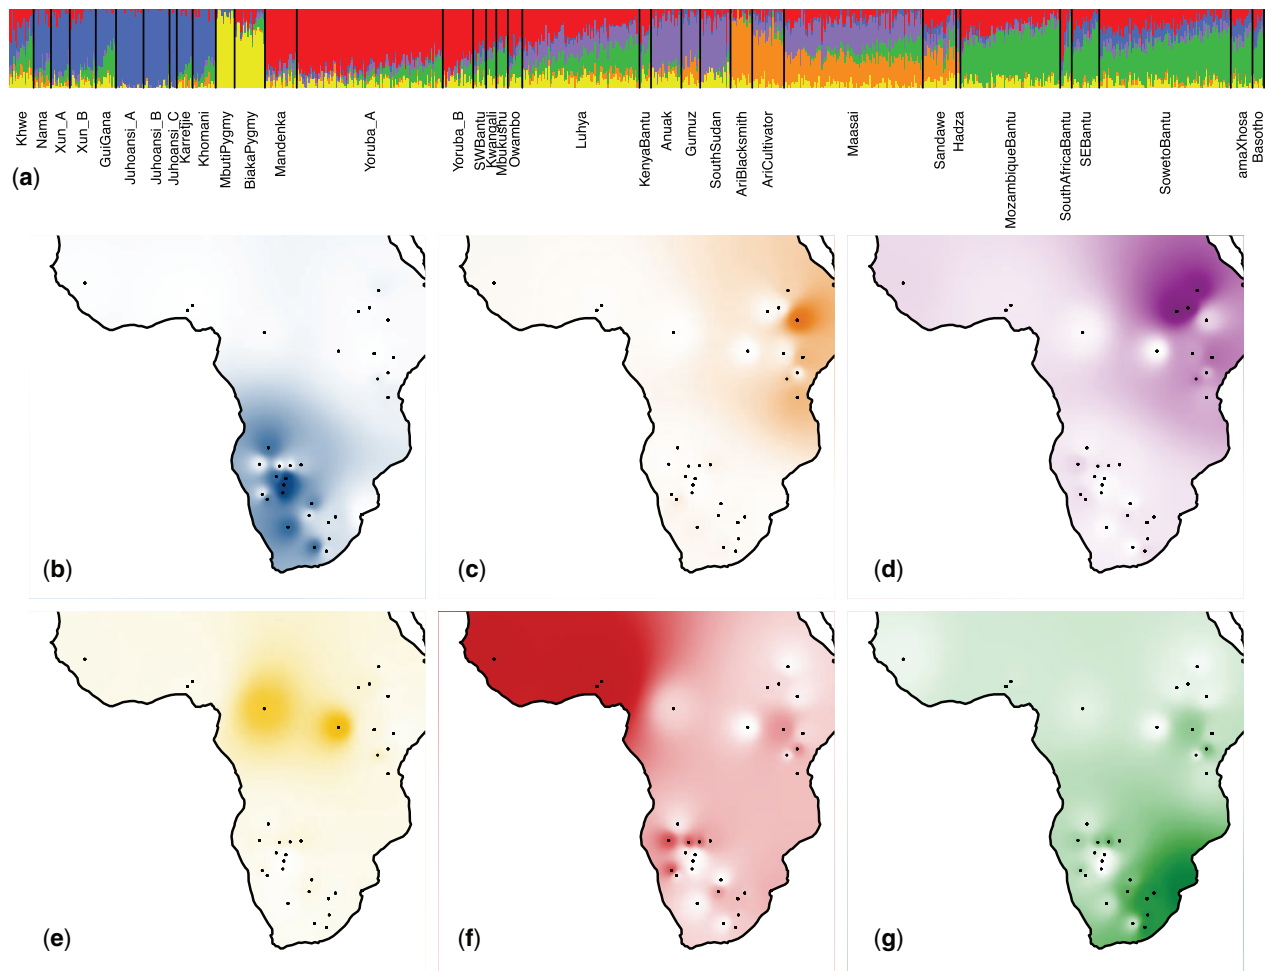 Khwe
Nama
Xun_A
Xun_B
GuiGana
Juhoansi_A
Juhoansi_B
Juhoansi_C
Karretjie
Khomani
MbutiPygmy
BiakaPygmy
Mandenka
Yoruba_A
Yoruba_B
SWBantu
Kwangali
Mbukushu
Owambo
Luhya
KenyaBantu
Anuak
Gumuz
SouthSudan
AriBlacksmith
AriCultivator
Maasai
Sandawe
Hadza
MozambiqueBantu
SouthAfricaBantu
SEBantu
SowetoBantu
amaXhosa
Basotho
(a)
(b)
(c)
(d)
(e)
(f)
(g)